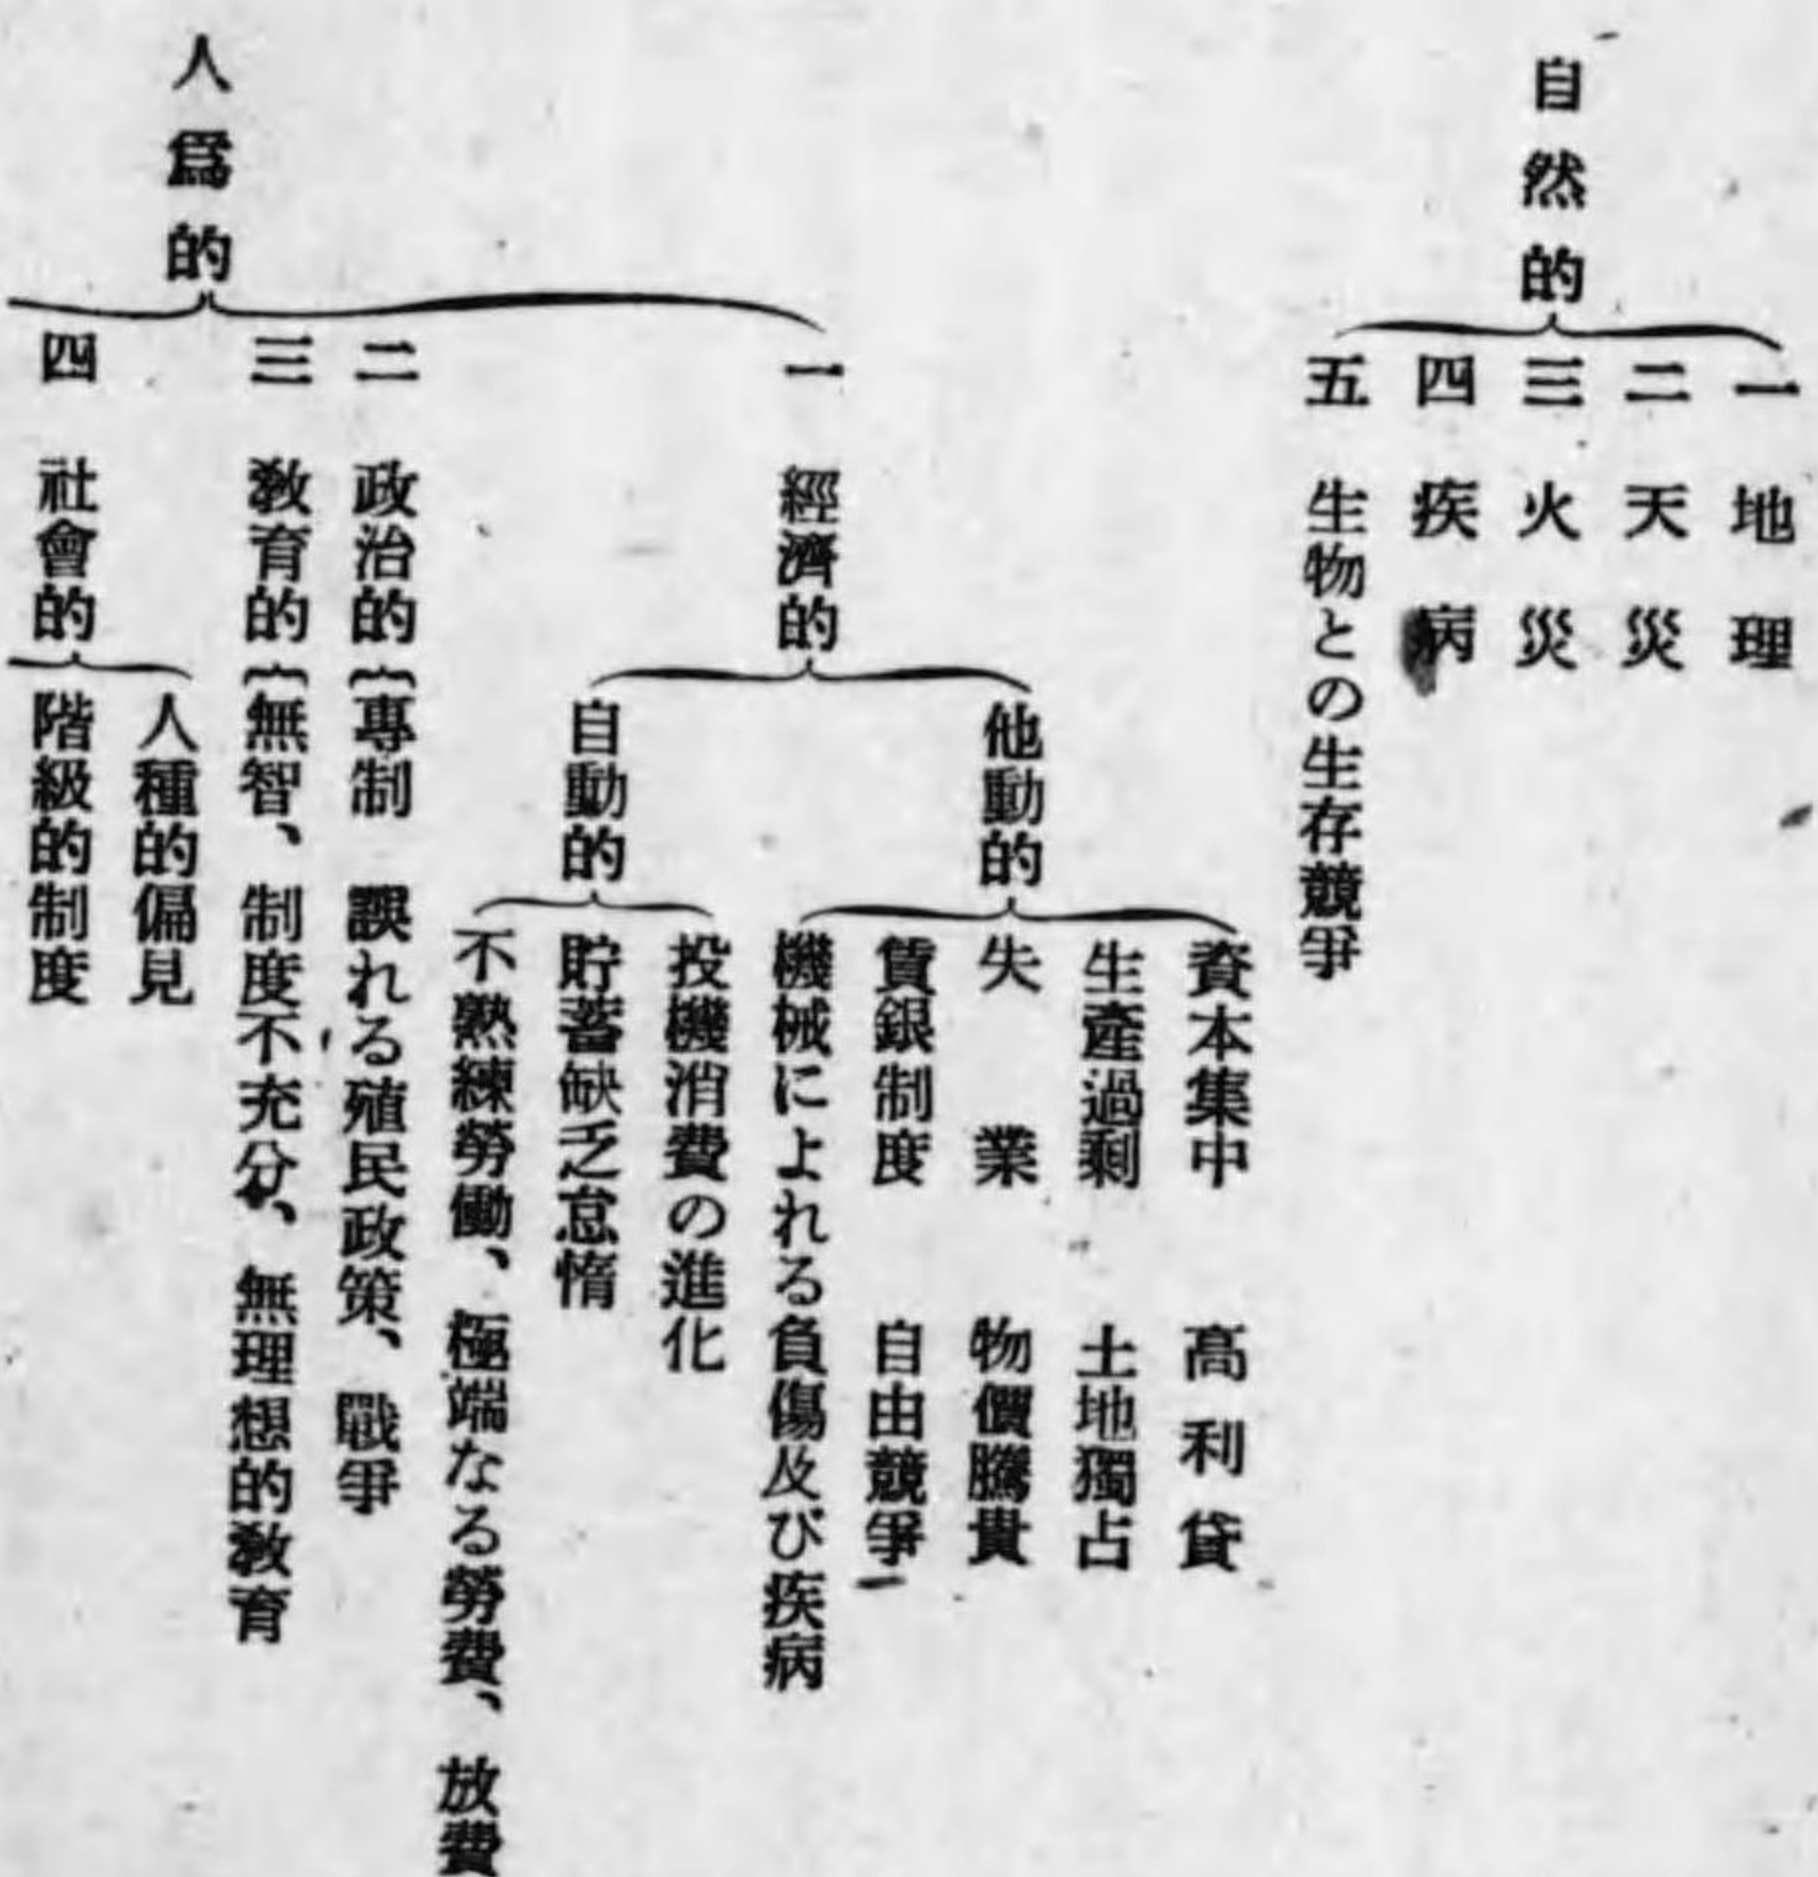 自然的
一 地理
二 天災
三 火災
四 疾病
五 生物との生存競爭
人爲的
一 經濟的
他動的
資本集中 高利貸
生產過剩 土地獨占
失業 物價騰貴
賃銀制度 自由競爭
機械によれる負傷及び疾病
自動的
投機消費の進化
貯蓄缺乏怠惰
不熟練勞働、極端なる勞費、放費
二 政治的{專制 誤れる殖民政策、戰爭
三 敎育的{無智、制度不充分、無理想的敎育
四 社會的
人種的偏見
階級的制度